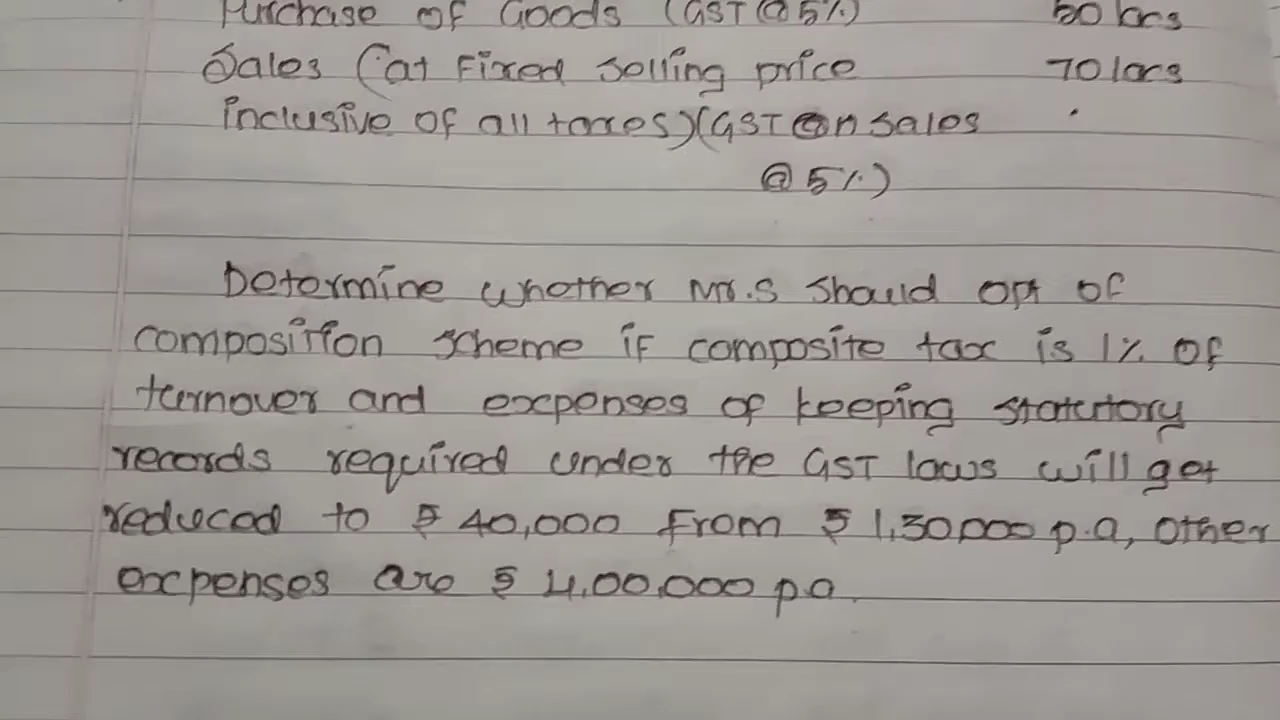 Purchase of Goods (GST @ 5%) 50 lacs
Sales (at Fixed Selling price 70 lacs
inclusive of all taxes) (GST on sales
@ 5%)
Determine whether Mr.S should opt of
composition scheme if composite tax is 1% of
turnover and expenses of keeping statutory
records required under the GST laws will get
reduced to ₹ 40,000 from ₹ 1,50,000 p.a, other
expenses are ₹ 4,00,000 p.a.